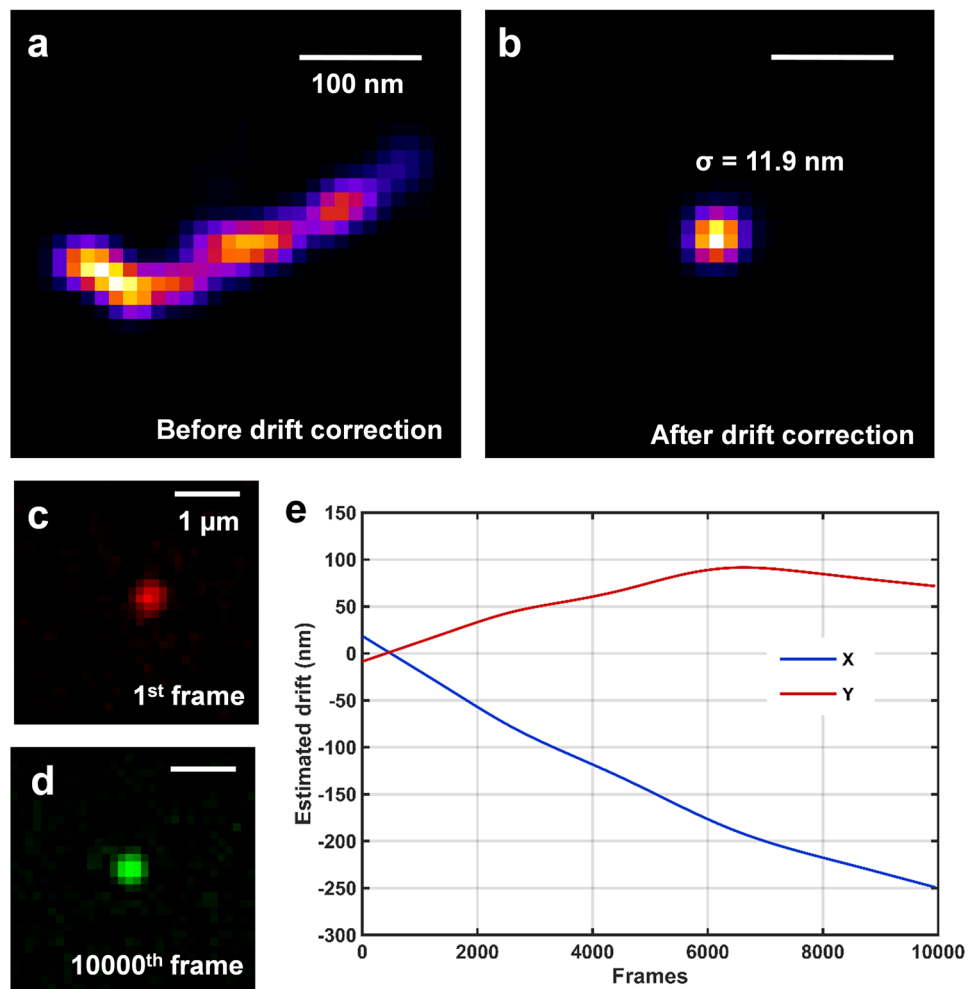 a
100 nm
Before drift correction
b
σ = 11.9 nm
After drift correction
c
1 µm
1st frame
d
10000th frame
e
150
100
50
0
-50
-100
-150
-200
-250
-300
Estimated drift (nm)
X
Y
0 2000 4000 6000 8000 10000
Frames